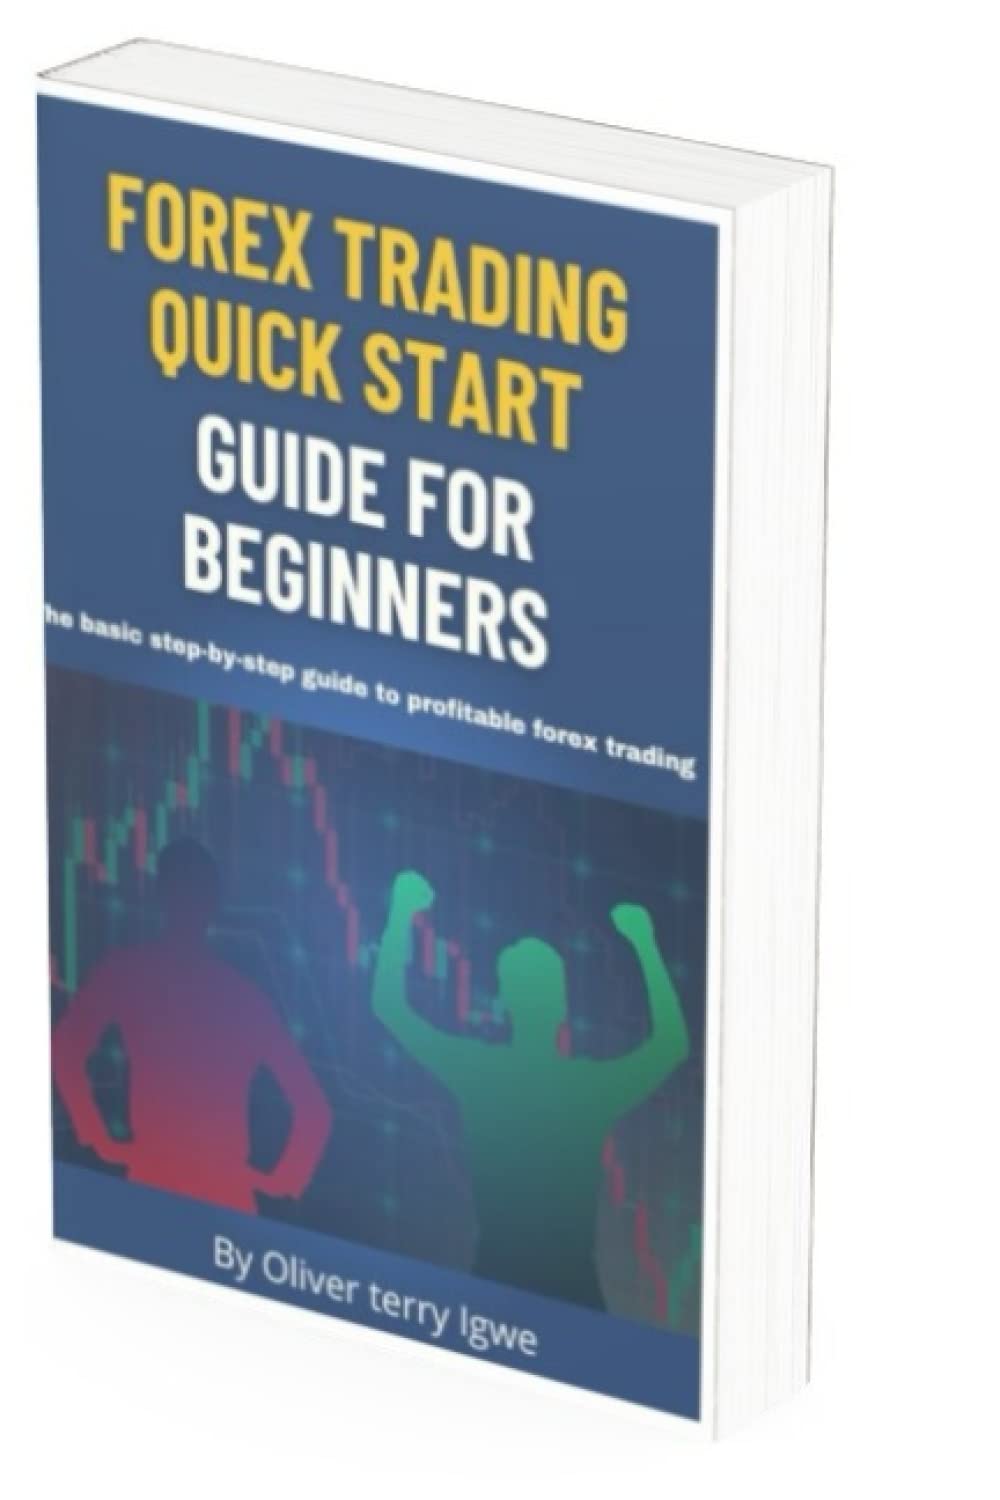 FOREX TRADING
QUICK START
GUIDE FOR
BEGINNERS
he basic step-by-step guide to profitable forex trading
By Oliver terry Igwe